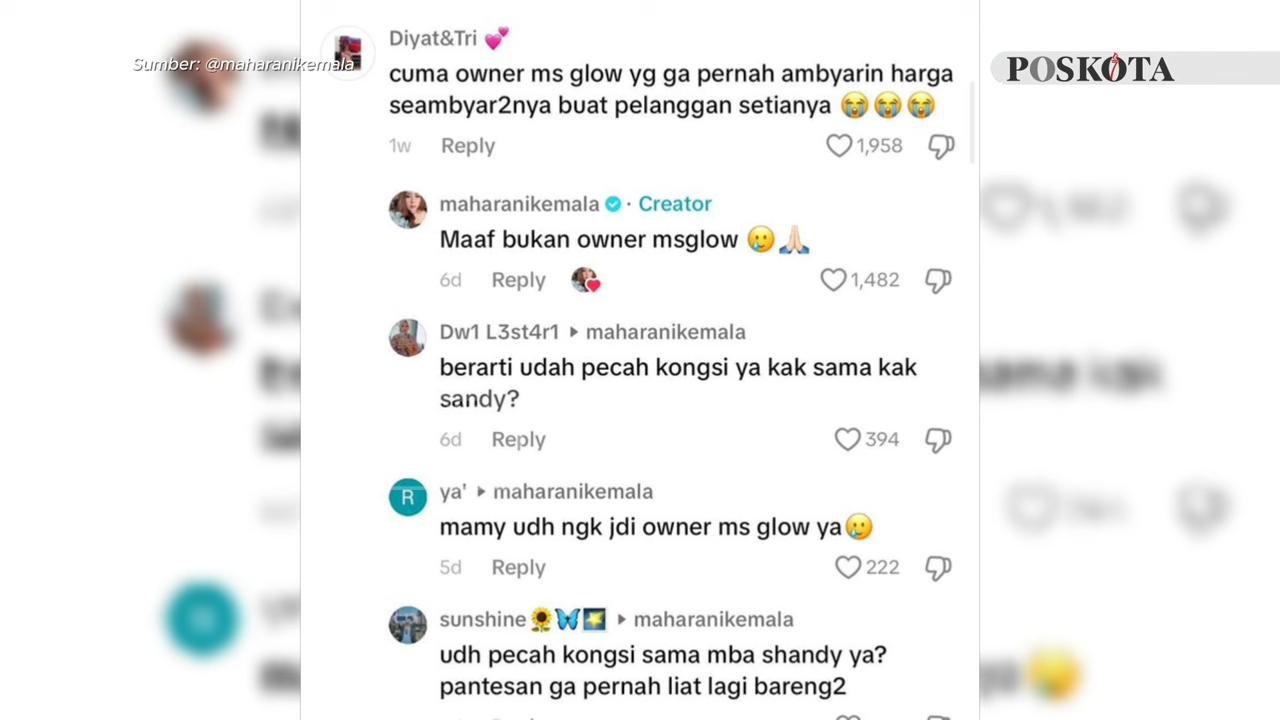 Sumber: @maharanikemala
POSKOTA
Diyat&Tri 💕
cuma owner ms glow yg ga pernah ambyarin harga
seambyar2nya buat pelanggan setianya 😭😭😭
1w Reply 1,958
maharanikemala · Creator
Maaf bukan owner msglow 🥲🙏🏻
6d Reply 1,482
Dw1 L3st4r1 ▸ maharanikemala
berarti udah pecah kongsi ya kak sama kak
sandy?
6d Reply 394
R
ya' ▸ maharanikemala
mamy udh ngk jdi owner ms glow ya🥲
5d Reply 222
sunshine🌻🦋🌠 ▸ maharanikemala
udh pecah kongsi sama mba shandy ya?
pantesan ga pernah liat lagi bareng2